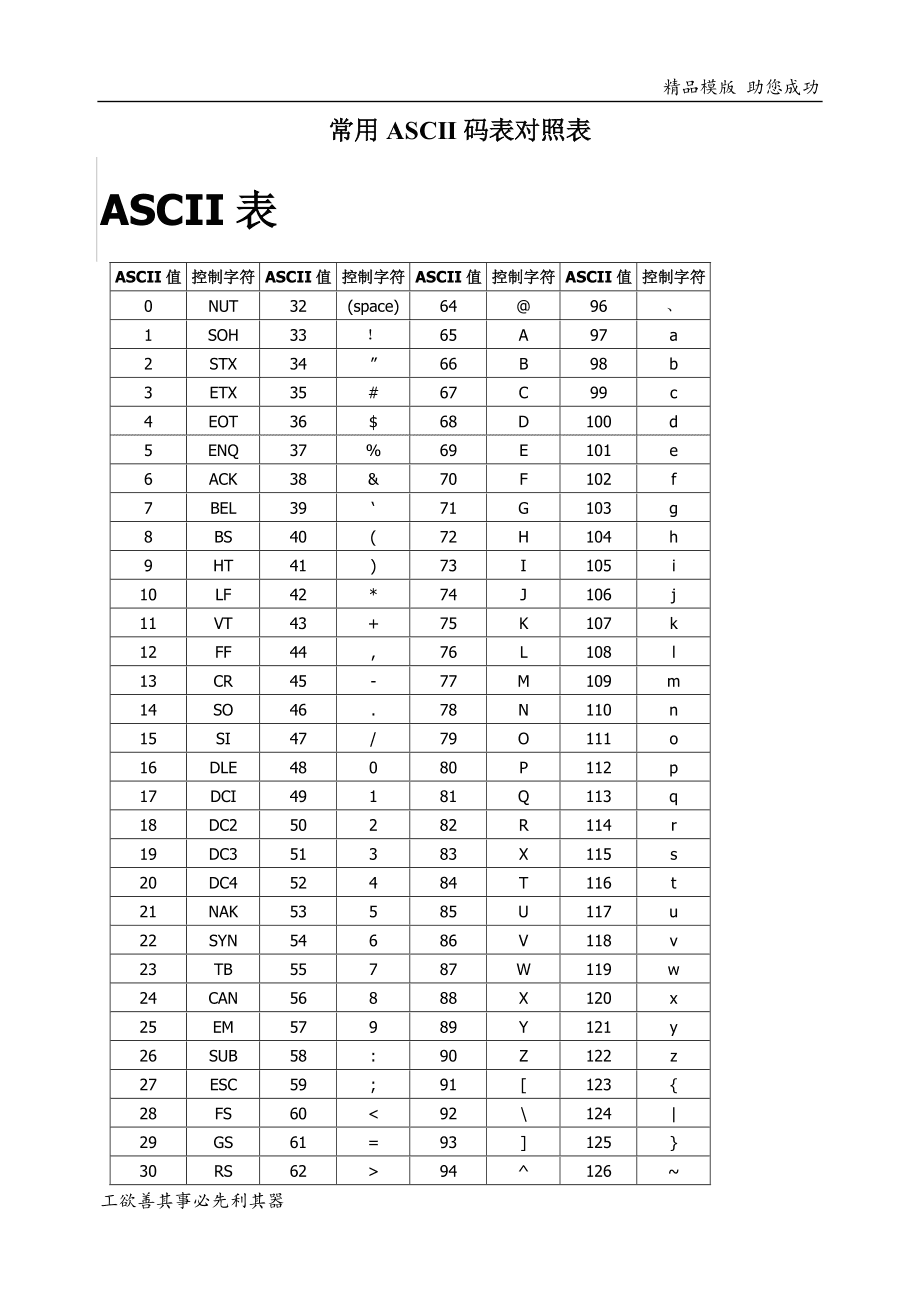 精品模版 助您成功
常用 ASCII 码表对照表
ASCII 表
ASCII 值 控制字符 ASCII 值 控制字符 ASCII 值 控制字符 ASCII 值 控制字符
0 NUT 32 (space) 64 @ 96 、
1 SOH 33 ! 65 A 97 a
2 STX 34 ” 66 B 98 b
3 ETX 35 # 67 C 99 c
4 EOT 36 $ 68 D 100 d
5 ENQ 37 % 69 E 101 e
6 ACK 38 & 70 F 102 f
7 BEL 39 ‵ 71 G 103 g
8 BS 40 ( 72 H 104 h
9 HT 41 ) 73 I 105 i
10 LF 42 * 74 J 106 j
11 VT 43 + 75 K 107 k
12 FF 44 , 76 L 108 l
13 CR 45 - 77 M 109 m
14 SO 46 . 78 N 110 n
15 SI 47 / 79 O 111 o
16 DLE 48 0 80 P 112 p
17 DCI 49 1 81 Q 113 q
18 DC2 50 2 82 R 114 r
19 DC3 51 3 83 X 115 s
20 DC4 52 4 84 T 116 t
21 NAK 53 5 85 U 117 u
22 SYN 54 6 86 V 118 v
23 TB 55 7 87 W 119 w
24 CAN 56 8 88 X 120 x
25 EM 57 9 89 Y 121 y
26 SUB 58 : 90 Z 122 z
27 ESC 59 ; 91 [ 123 {
28 FS 60 < 92 \ 124 |
29 GS 61 = 93 ] 125 }
30 RS 62 > 94 ^ 126 ~
工欲善其事必先利其器